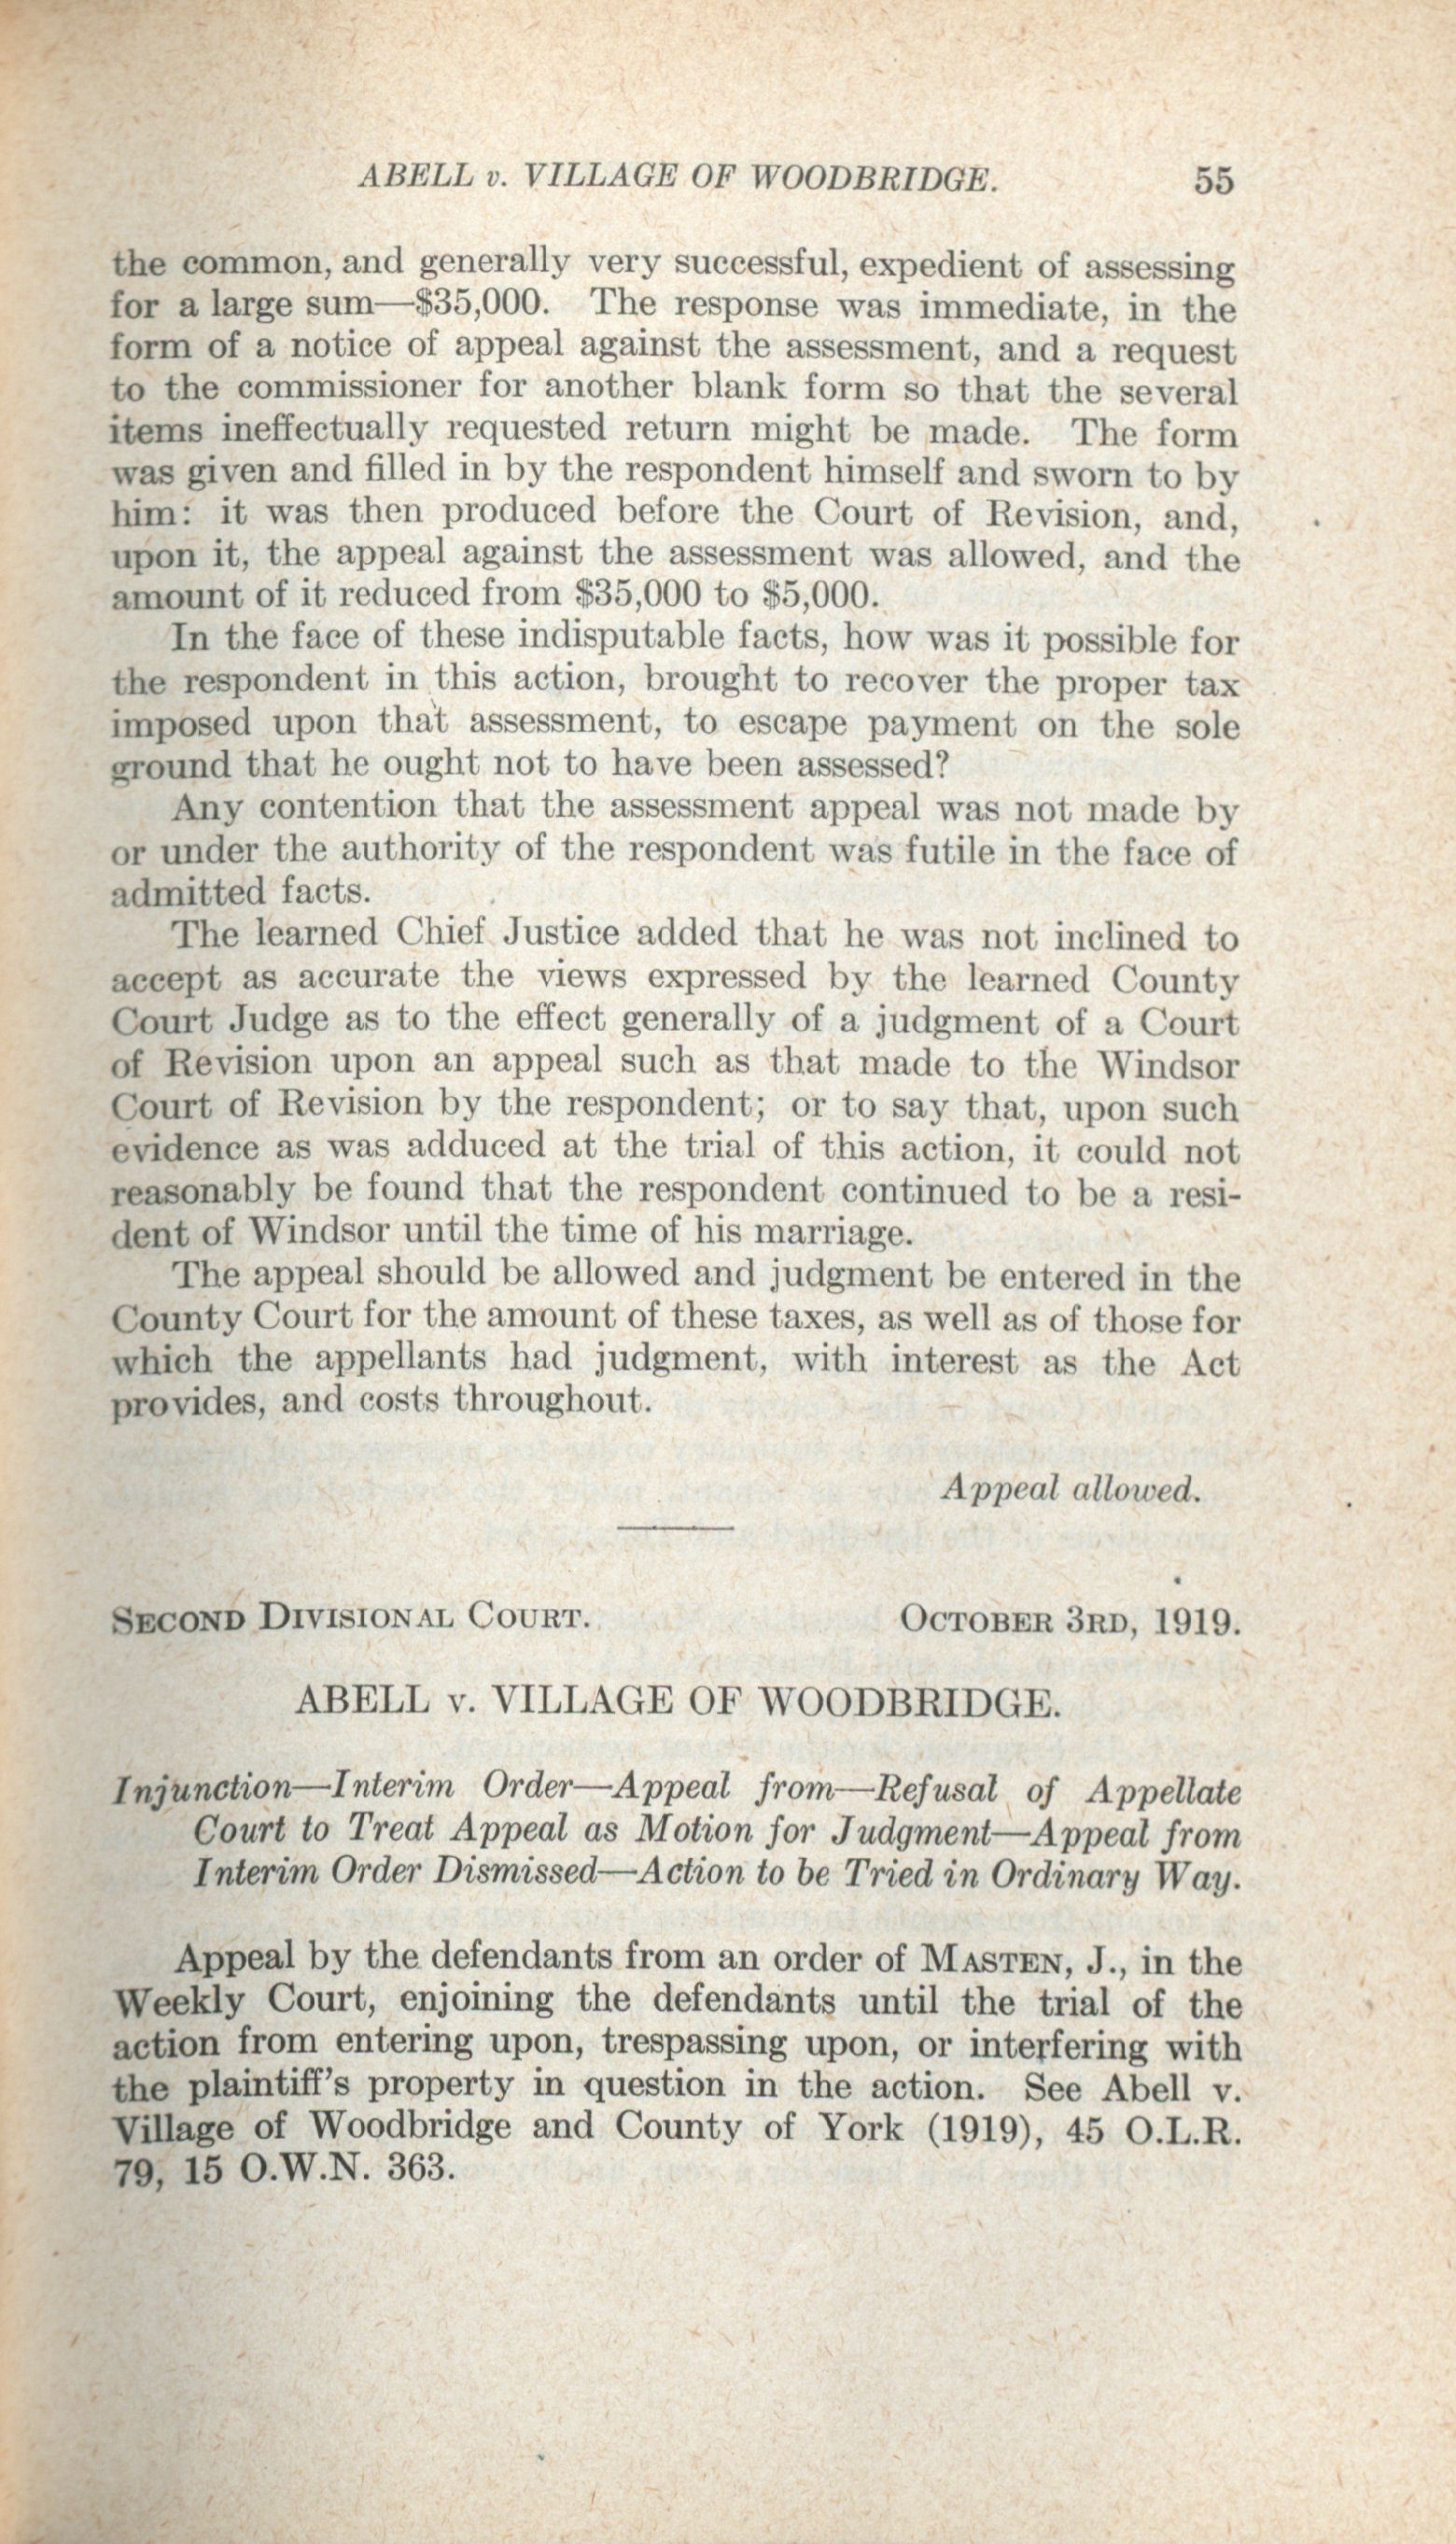 ABELL v. VILLAGE OF WOODBRIDGE. 55
the common, and generally very successful, expedient of assessing
for a large sum—$35,000. The response was immediate, in the
form of a notice of appeal against the assessment, and a request
to the commissioner for another blank form so that the several
items ineffectually requested return might be made. The form
was given and filled in by the respondent himself and sworn to by
him: it was then produced before the Court of Revision, and,
upon it, the appeal against the assessment was allowed, and the
amount of it reduced from $35,000 to $5,000.
In the face of these indisputable facts, how was it possible for
the respondent in this action, brought to recover the proper tax
imposed upon that assessment, to escape payment on the sole
ground that he ought not to have been assessed?
Any contention that the assessment appeal was not made by
or under the authority of the respondent was futile in the face of
admitted facts.
The learned Chief Justice added that he was not inclined to
accept as accurate the views expressed by the learned County
Court Judge as to the effect generally of a judgment of a Court
of Revision upon an appeal such as that made to the Windsor
Court of Revision by the respondent; or to say that, upon such
evidence as was adduced at the trial of this action, it could not
reasonably be found that the respondent continued to be a resi-
dent of Windsor until the time of his marriage.
The appeal should be allowed and judgment be entered in the
County Court for the amount of these taxes, as well as of those for
which the appellants had judgment, with interest as the Act
provides, and costs throughout.
Appeal allowed.
SECOND DIVISIONAL COURT. OCTOBER 3RD, 1919.
ABELL v. VILLAGE OF WOODBRIDGE.
Injunction—Interim Order—Appeal from—Refusal of Appellate
Court to Treat Appeal as Motion for Judgment—Appeal from
Interim Order Dismissed—Action to be Tried in Ordinary Way.
Appeal by the defendants from an order of MASTEN, J., in the
Weekly Court, enjoining the defendants until the trial of the
action from entering upon, trespassing upon, or interfering with
the plaintiff's property in question in the action. See Abell v.
Village of Woodbridge and County of York (1919), 45 O.L.R.
79, 15 O.W.N. 363.